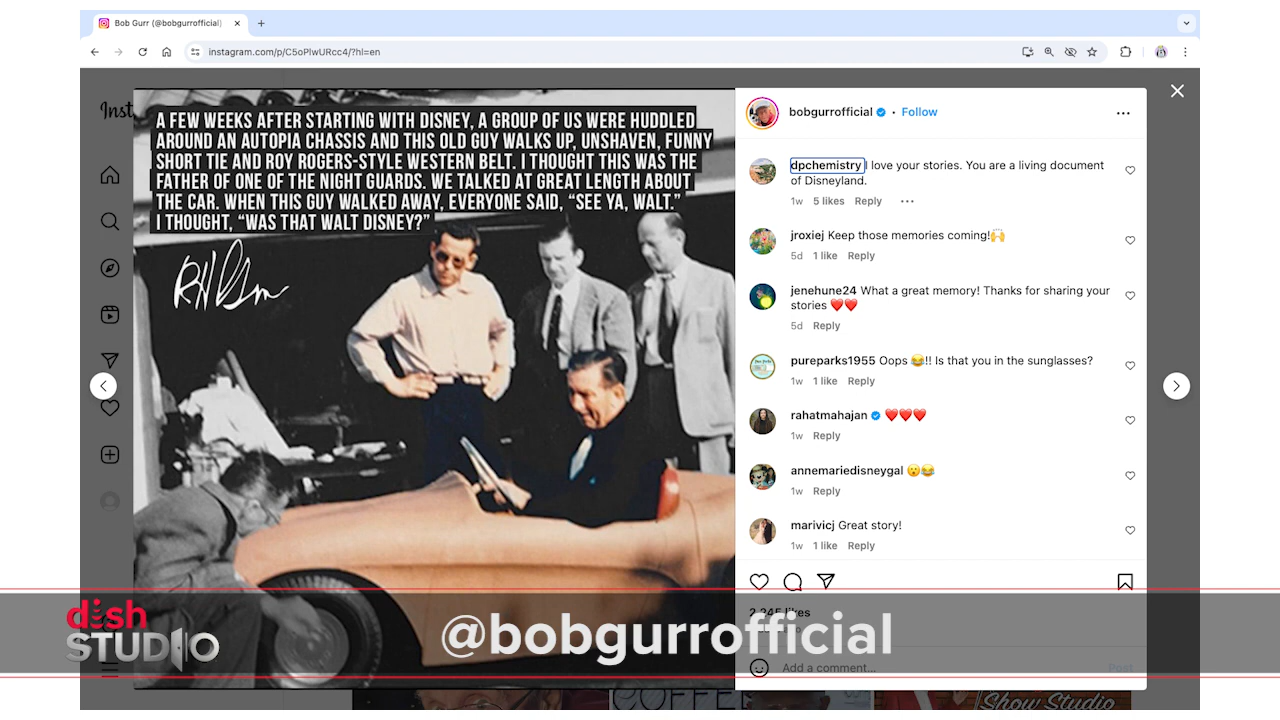 Bob Gurr (@bobgurrofficial)
instagram.com/p/C5oPlwURcc4/?hl=en
Inst
A FEW WEEKS AFTER STARTING WITH DISNEY, A GROUP OF US WERE HUDDLED
AROUND AN AUTOPIA CHASSIS AND THIS OLD GUY WALKS UP, UNSHAVEN, FUNNY
SHORT TIE AND ROY ROGERS-STYLE WESTERN BELT. I THOUGHT THIS WAS THE
FATHER OF ONE OF THE NIGHT GUARDS. WE TALKED AT GREAT LENGTH ABOUT
THE CAR. WHEN THIS GUY WALKED AWAY, EVERYONE SAID, “SEE YA, WALT.”
I THOUGHT, “WAS THAT WALT DISNEY?”
bobgurrofficial • Follow
dpchemistry I love your stories. You are a living document
of Disneyland.
1w 5 likes Reply
jroxiej Keep those memories coming!🙌
5d 1 like Reply
jenehune24 What a great memory! Thanks for sharing your
stories ❤️❤️
5d Reply
pureparks1955 Oops 😂!! Is that you in the sunglasses?
1w 1 like Reply
rahatmahajan ❤️❤️❤️
1w Reply
annemariedisneygal 😮😂
1w Reply
marivicj Great story!
1w 1 like Reply
2,245 likes
Add a comment...
Post
dish
STUDIO
@bobgurrofficial
COFFEE
Show Studio